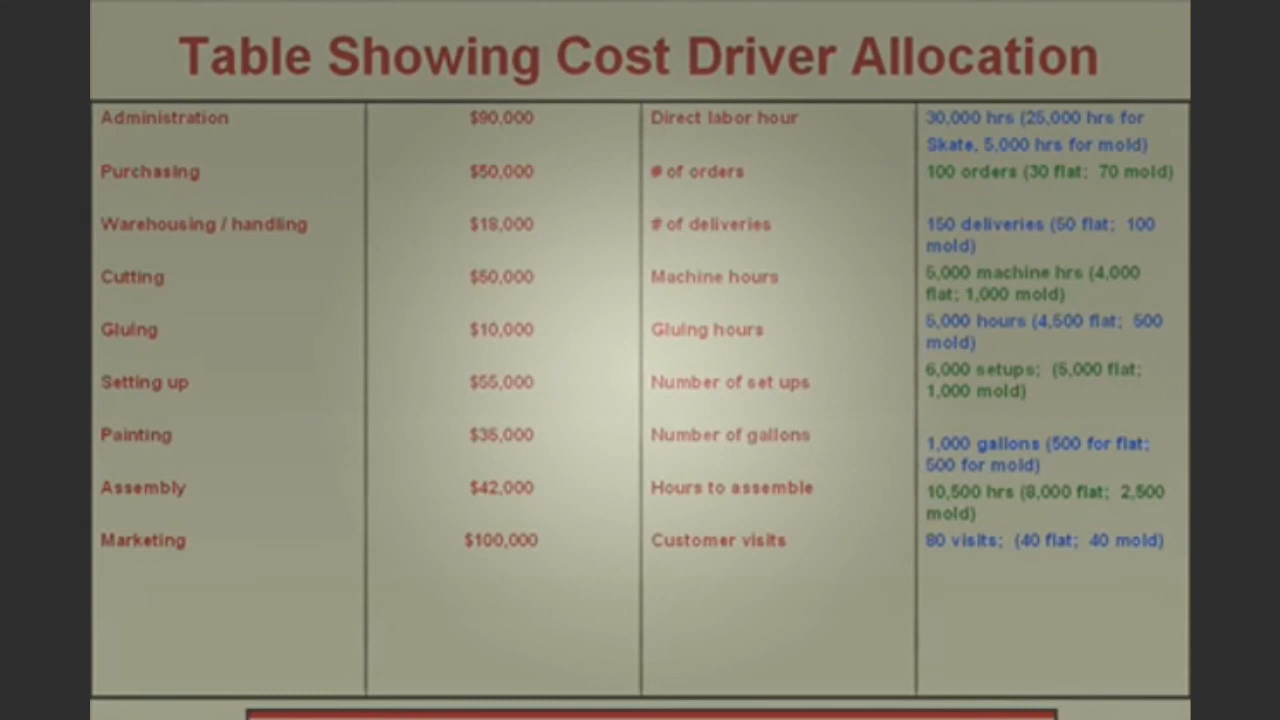 Table Showing Cost Driver Allocation
Administration $90,000 Direct labor hour 30,000 hrs (25,000 hrs for
Skate, 5,000 hrs for mold)
Purchasing $50,000 # of orders 100 orders (30 flat; 70 mold)
Warehousing / handling $18,000 # of deliveries 150 deliveries (50 flat; 100
mold)
Cutting $50,000 Machine hours 5,000 machine hrs (4,000
flat; 1,000 mold)
Gluing $10,000 Gluing hours 5,000 hours (4,500 flat; 500
mold)
Setting up $55,000 Number of set ups 6,000 setups; (5,000 flat;
1,000 mold)
Painting $35,000 Number of gallons 1,000 gallons (500 for flat;
500 for mold)
Assembly $42,000 Hours to assemble 10,500 hrs (8,000 flat; 2,500
mold)
Marketing $100,000 Customer visits 80 visits; (40 flat; 40 mold)